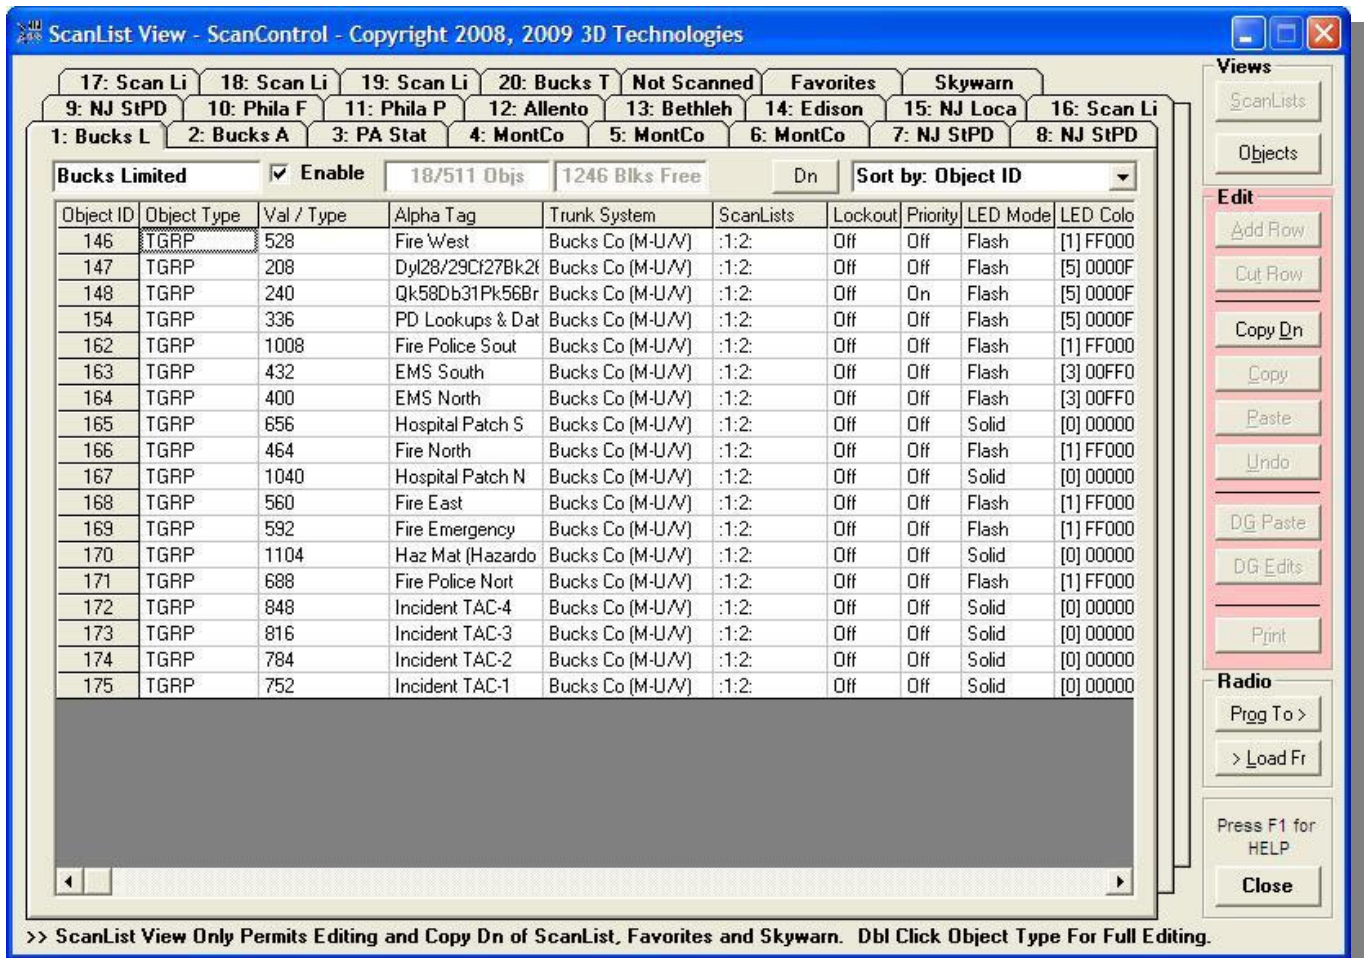 ScanList View - ScanControl - Copyright 2008, 2009 3D Technologies
17: Scan Li 18: Scan Li 19: Scan Li 20: Bucks T Not Scanned Favorites Skywarn
9: NJ StPD 10: Phila F 11: Phila P 12: Allento 13: Bethleh 14: Edison 15: NJ Loca 16: Scan Li
1: Bucks L 2: Bucks A 3: PA Stat 4: MontCo 5: MontCo 6: MontCo 7: NJ StPD 8: NJ StPD
Bucks Limited Enable 18/511 Objs 1246 Blks Free Dn Sort by: Object ID
Object ID Object Type Val / Type Alpha Tag Trunk System ScanLists Lockout Priority LED Mode LED Colo
146 TGRP 528 Fire West Bucks Co (M-U/V) :1:2: Off Off Flash [1] FF000
147 TGRP 208 Dyl28/29Cf27Bk26 Bucks Co (M-U/V) :1:2: Off Off Flash [5] 0000F
148 TGRP 240 Qk58Db31Pk56Br Bucks Co (M-U/V) :1:2: Off On Flash [5] 0000F
154 TGRP 336 PD Lookups & Dat Bucks Co (M-U/V) :1:2: Off Off Flash [5] 0000F
162 TGRP 1008 Fire Police Sout Bucks Co (M-U/V) :1:2: Off Off Flash [1] FF000
163 TGRP 432 EMS South Bucks Co (M-U/V) :1:2: Off Off Flash [3] 00FF0
164 TGRP 400 EMS North Bucks Co (M-U/V) :1:2: Off Off Flash [3] 00FF0
165 TGRP 656 Hospital Patch S Bucks Co (M-U/V) :1:2: Off Off Solid [0] 00000
166 TGRP 464 Fire North Bucks Co (M-U/V) :1:2: Off Off Flash [1] FF000
167 TGRP 1040 Hospital Patch N Bucks Co (M-U/V) :1:2: Off Off Solid [0] 00000
168 TGRP 560 Fire East Bucks Co (M-U/V) :1:2: Off Off Flash [1] FF000
169 TGRP 592 Fire Emergency Bucks Co (M-U/V) :1:2: Off Off Flash [1] FF000
170 TGRP 1104 Haz Mat (Hazardo Bucks Co (M-U/V) :1:2: Off Off Solid [0] 00000
171 TGRP 688 Fire Police Nort Bucks Co (M-U/V) :1:2: Off Off Flash [1] FF000
172 TGRP 848 Incident TAC-4 Bucks Co (M-U/V) :1:2: Off Off Solid [0] 00000
173 TGRP 816 Incident TAC-3 Bucks Co (M-U/V) :1:2: Off Off Solid [0] 00000
174 TGRP 784 Incident TAC-2 Bucks Co (M-U/V) :1:2: Off Off Solid [0] 00000
175 TGRP 752 Incident TAC-1 Bucks Co (M-U/V) :1:2: Off Off Solid [0] 00000
Views
ScanLists
Objects
Edit
Add Row
Cut Row
Copy Dn
Copy
Paste
Undo
DG Paste
DG Edits
Print
Radio
Prog To >
> Load Fr
Press F1 for
HELP
Close
>> ScanList View Only Permits Editing and Copy Dn of ScanList, Favorites and Skywarn. Dbl Click Object Type For Full Editing.